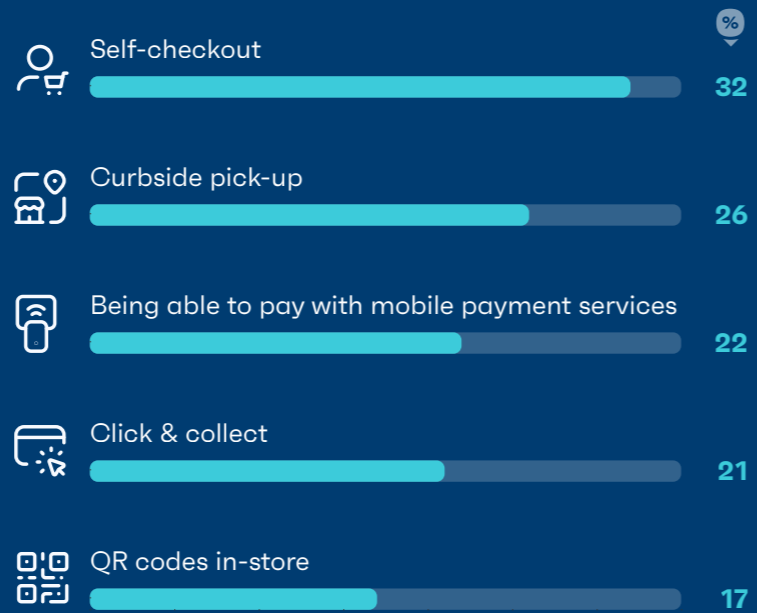 %
Self-checkout
32
Curbside pick-up
26
Being able to pay with mobile payment services
22
Click & collect
21
QR codes in-store
17